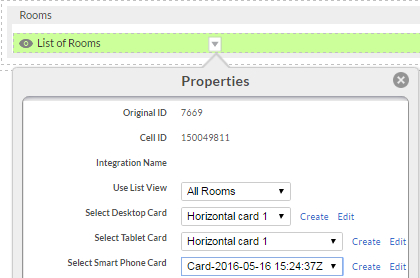 Rooms
List of Rooms
Properties
Original ID 7669
Cell ID 150049811
Integration Name
Use List View All Rooms
Select Desktop Card Horizontal card 1 Create Edit
Select Tablet Card Horizontal card 1 Create Edit
Select Smart Phone Card Card-2016-05-16 15:24:37Z Create Edit